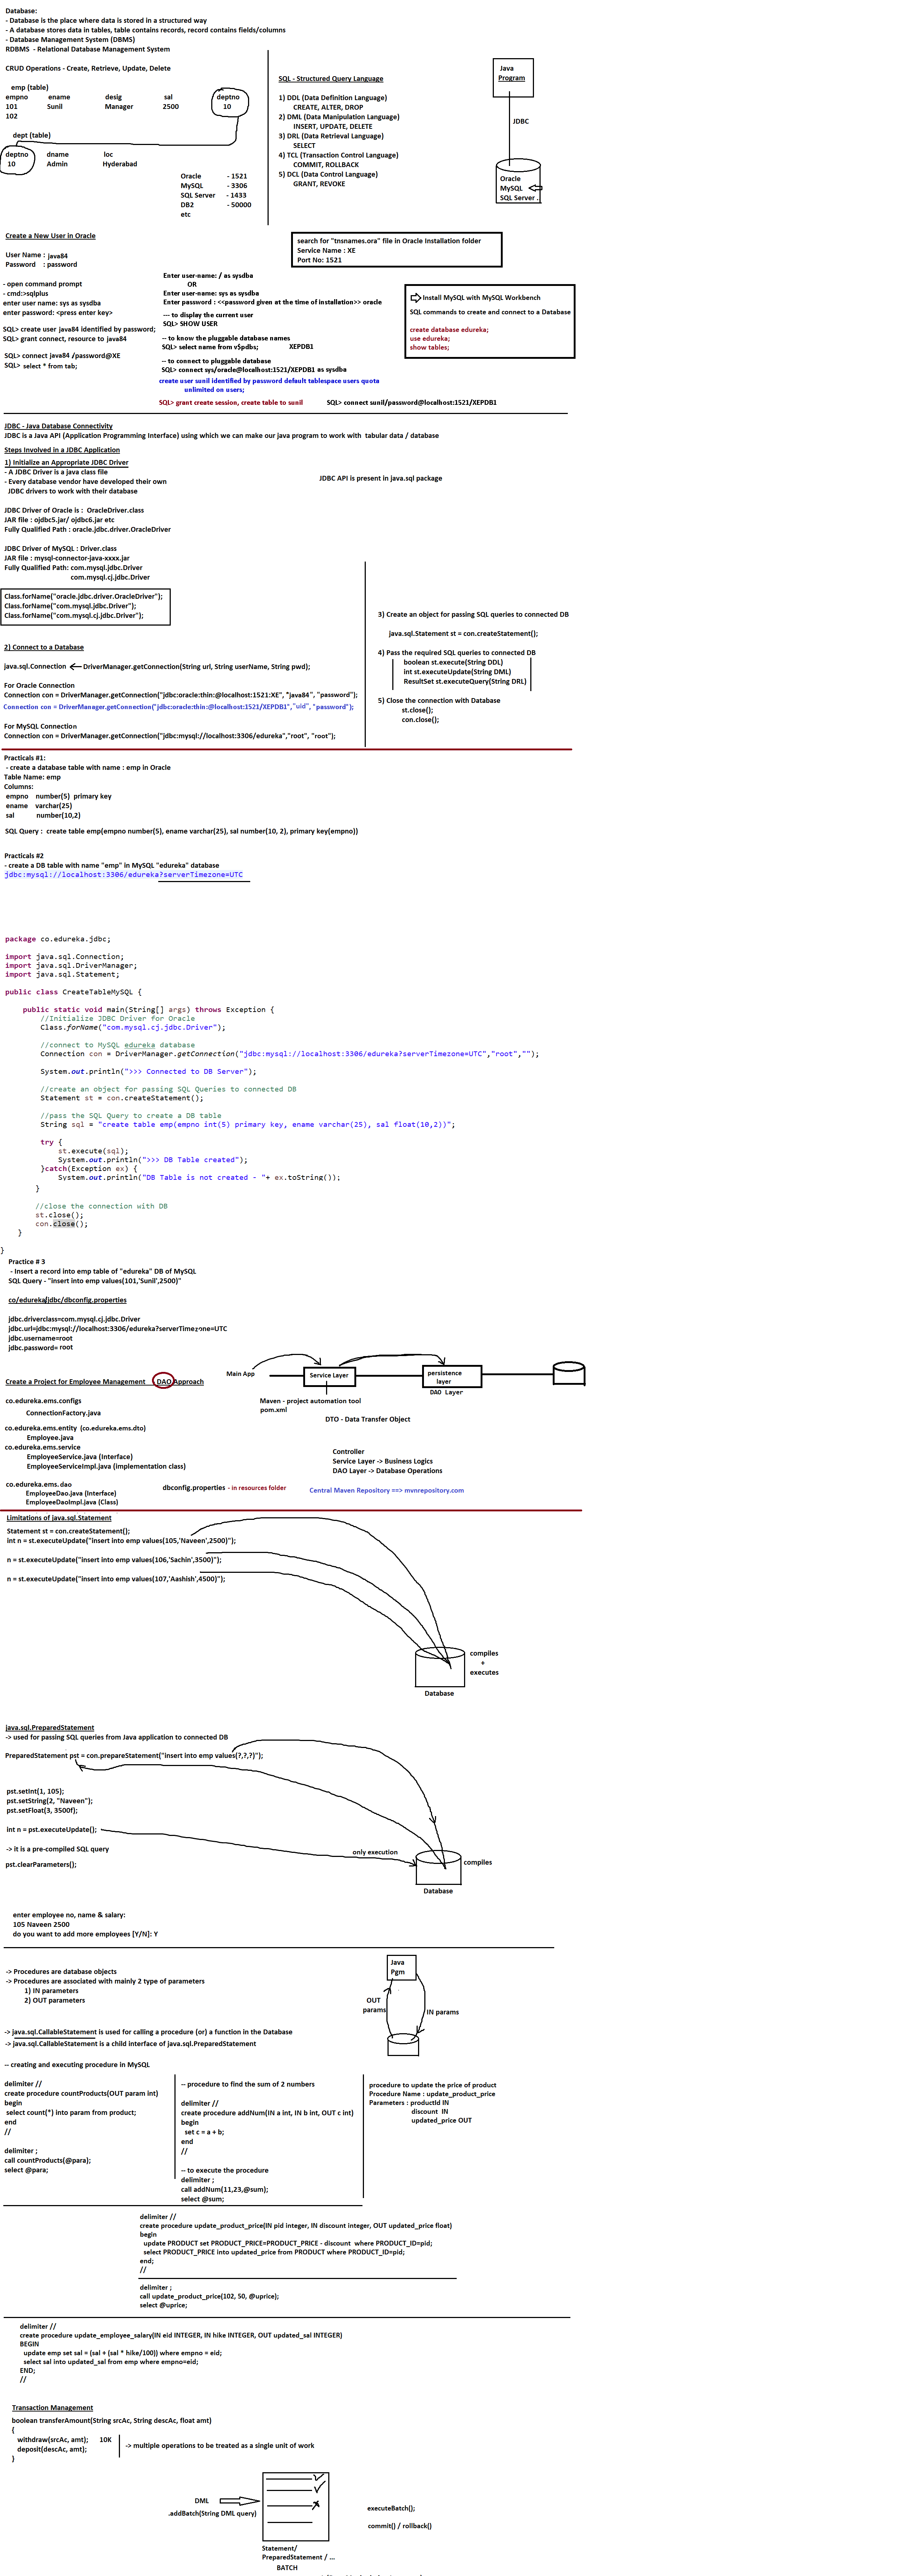 Database:
- Database is the place where data is stored in a structured way
- A database stores data in tables, table contains records, record contains fields/columns
- Database Management System (DBMS)
RDBMS - Relational Database Management System
CRUD Operations - Create, Retrieve, Update, Delete
emp (table)
empno ename desig sal deptno
101 Sunil Manager 2500 10
102
dept (table)
deptno dname loc
10 Admin Hyderabad
Oracle - 1521
MySQL - 3306
SQL Server - 1433
DB2 - 50000
etc
SQL - Structured Query Language
1) DDL (Data Definition Language)
CREATE, ALTER, DROP
2) DML (Data Manipulation Language)
INSERT, UPDATE, DELETE
3) DRL (Data Retrieval Language)
SELECT
4) TCL (Transaction Control Language)
COMMIT, ROLLBACK
5) DCL (Data Control Language)
GRANT, REVOKE
Java
Program
JDBC
Oracle
MySQL
SQL Server .
Create a New User in Oracle
User Name : java84
Password : password
- open command prompt
- cmd:>sqlplus
enter user name: sys as sysdba
enter password: <press enter key>
SQL> create user java84 identified by password;
SQL> grant connect, resource to java84
SQL> connect java84 /password@XE
SQL> select * from tab;
search for "tnsnames.ora" file in Oracle Installation folder
Service Name : XE
Port No: 1521
Enter user-name: / as sysdba
OR
Enter user-name: sys as sysdba
Enter password : <<password given at the time of installation>> oracle
--- to display the current user
SQL> SHOW USER
-- to know the pluggable database names
SQL> select name from v$pdbs; XEPDB1
-- to connect to pluggable database
SQL> connect sys/oracle@localhost:1521/XEPDB1 as sysdba
create user sunil identified by password default tablespace users quota
unlimited on users;
SQL> grant create session, create table to sunil SQL> connect sunil/password@localhost:1521/XEPDB1
Install MySQL with MySQL Workbench
SQL commands to create and connect to a Database
create database edureka;
use edureka;
show tables;
JDBC - Java Database Connectivity
JDBC is a Java API (Application Programming Interface) using which we can make our java program to work with tabular data / database
Steps Involved in a JDBC Application
1) Initialize an Appropriate JDBC Driver
- A JDBC Driver is a java class file
- Every database vendor have developed their own
JDBC drivers to work with their database
JDBC API is present in java.sql package
JDBC Driver of Oracle is : OracleDriver.class
JAR file : ojdbc5.jar/ ojdbc6.jar etc
Fully Qualified Path : oracle.jdbc.driver.OracleDriver
JDBC Driver of MySQL : Driver.class
JAR file : mysql-connector-java-xxxx.jar
Fully Qualified Path: com.mysql.jdbc.Driver
com.mysql.cj.jdbc.Driver
Class.forName("oracle.jdbc.driver.OracleDriver");
Class.forName("com.mysql.jdbc.Driver");
Class.forName("com.mysql.cj.jdbc.Driver");
2) Connect to a Database
java.sql.Connection DriverManager.getConnection(String url, String userName, String pwd);
For Oracle Connection
Connection con = DriverManager.getConnection("jdbc:oracle:thin:@localhost:1521:XE", "java84", "password");
Connection con = DriverManager.getConnection("jdbc:oracle:thin:@localhost:1521/XEPDB1","uid", "password");
For MySQL Connection
Connection con = DriverManager.getConnection("jdbc:mysql://localhost:3306/edureka","root", "root");
3) Create an object for passing SQL queries to connected DB
java.sql.Statement st = con.createStatement();
4) Pass the required SQL queries to connected DB
boolean st.execute(String DDL)
int st.executeUpdate(String DML)
ResultSet st.executeQuery(String DRL)
5) Close the connection with Database
st.close();
con.close();
Practicals #1:
- create a database table with name : emp in Oracle
Table Name: emp
Columns:
empno number(5) primary key
ename varchar(25)
sal number(10,2)
SQL Query : create table emp(empno number(5), ename varchar(25), sal number(10, 2), primary key(empno))
Practicals #2
- create a DB table with name "emp" in MySQL "edureka" database
jdbc:mysql://localhost:3306/edureka?serverTimezone=UTC
package co.edureka.jdbc;
import java.sql.Connection;
import java.sql.DriverManager;
import java.sql.Statement;
public class CreateTableMySQL {
public static void main(String[] args) throws Exception {
//Initialize JDBC Driver for Oracle
Class.forName("com.mysql.cj.jdbc.Driver");
//connect to MySQL edureka database
Connection con = DriverManager.getConnection("jdbc:mysql://localhost:3306/edureka?serverTimezone=UTC","root","");
System.out.println(">>> Connected to DB Server");
//create an object for passing SQL Queries to connected DB
Statement st = con.createStatement();
//pass the SQL Query to create a DB table
String sql = "create table emp(empno int(5) primary key, ename varchar(25), sal float(10,2))";
try {
st.execute(sql);
System.out.println(">>> DB Table created");
}catch(Exception ex) {
System.out.println("DB Table is not created - "+ ex.toString());
}
//close the connection with DB
st.close();
con.close();
}
}
Practice # 3
- Insert a record into emp table of "edureka" DB of MySQL
SQL Query - "insert into emp values(101,'Sunil',2500)"
co/edureka/jdbc/dbconfig.properties
jdbc.driverclass=com.mysql.cj.jdbc.Driver
jdbc.url=jdbc:mysql://localhost:3306/edureka?serverTimezone=UTC
jdbc.username=root
jdbc.password= root
Main App
Service Layer
persistence
layer
DAO Layer
Create a Project for Employee Management DAO Approach
Maven - project automation tool
pom.xml
DTO - Data Transfer Object
co.edureka.ems.configs
ConnectionFactory.java
co.edureka.ems.entity (co.edureka.ems.dto)
Employee.java
co.edureka.ems.service
EmployeeService.java (Interface)
EmployeeServiceImpl.java (implementation class)
co.edureka.ems.dao
EmployeeDao.java (Interface)
EmployeeDaoImpl.java (Class)
Controller
Service Layer -> Business Logics
DAO Layer -> Database Operations
dbconfig.properties - in resources folder
Central Maven Repository ==> mvnrepository.com
Limitations of java.sql.Statement
Statement st = con.createStatement();
int n = st.executeUpdate("insert into emp values(105,'Naveen',2500)");
n = st.executeUpdate("insert into emp values(106,'Sachin',3500)");
n = st.executeUpdate("insert into emp values(107,'Aashish',4500)");
compiles
+
executes
Database
java.sql.PreparedStatement
-> used for passing SQL queries from Java application to connected DB
PreparedStatement pst = con.prepareStatement("insert into emp values(?,?,?)");
pst.setInt(1, 105);
pst.setString(2, "Naveen");
pst.setFloat(3, 3500f);
int n = pst.executeUpdate();
-> it is a pre-compiled SQL query
pst.clearParameters();
only execution
compiles
Database
enter employee no, name & salary:
105 Naveen 2500
do you want to add more employees [Y/N]: Y
-> Procedures are database objects
-> Procedures are associated with mainly 2 type of parameters
1) IN parameters
2) OUT parameters
Java
Pgm
OUT
params
IN params
-> java.sql.CallableStatement is used for calling a procedure (or) a function in the Database
-> java.sql.CallableStatement is a child interface of java.sql.PreparedStatement
-- creating and executing procedure in MySQL
delimiter //
create procedure countProducts(OUT param int)
begin
select count(*) into param from product;
end
//
delimiter ;
call countProducts(@para);
select @para;
-- procedure to find the sum of 2 numbers
delimiter //
create procedure addNum(IN a int, IN b int, OUT c int)
begin
set c = a + b;
end
//
-- to execute the procedure
delimiter ;
call addNum(11,23,@sum);
select @sum;
procedure to update the price of product
Procedure Name : update_product_price
Parameters : productId IN
discount IN
updated_price OUT
delimiter //
create procedure update_product_price(IN pid integer, IN discount integer, OUT updated_price float)
begin
update PRODUCT set PRODUCT_PRICE=PRODUCT_PRICE - discount where PRODUCT_ID=pid;
select PRODUCT_PRICE into updated_price from PRODUCT where PRODUCT_ID=pid;
end;
//
delimiter ;
call update_product_price(102, 50, @uprice);
select @uprice;
delimiter //
create procedure update_employee_salary(IN eid INTEGER, IN hike INTEGER, OUT updated_sal INTEGER)
BEGIN
update emp set sal = (sal + (sal * hike/100)) where empno = eid;
select sal into updated_sal from emp where empno=eid;
END;
//
Transaction Management
boolean transferAmount(String srcAc, String descAc, float amt)
{
withdraw(srcAc, amt); 10K
deposit(descAc, amt);
}
-> multiple operations to be treated as a single unit of work
DML
.addBatch(String DML query)
executeBatch();
commit() / rollback()
Statement/
PreparedStatement / ...
BATCH